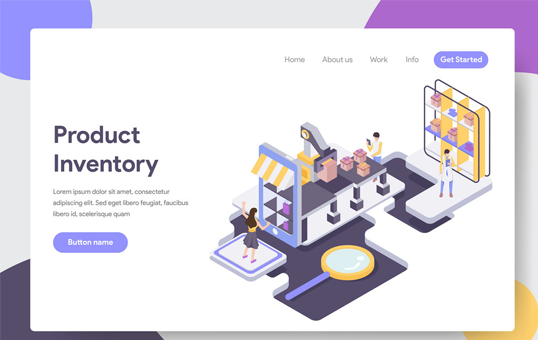 Home About us Work Info Get Started
Product
Inventory
Lorem ipsum dolor sit amet, consectetur
adipiscing elit. Sed eget libero feugiat, faucibus
libero id, scelerisque quam
Button name